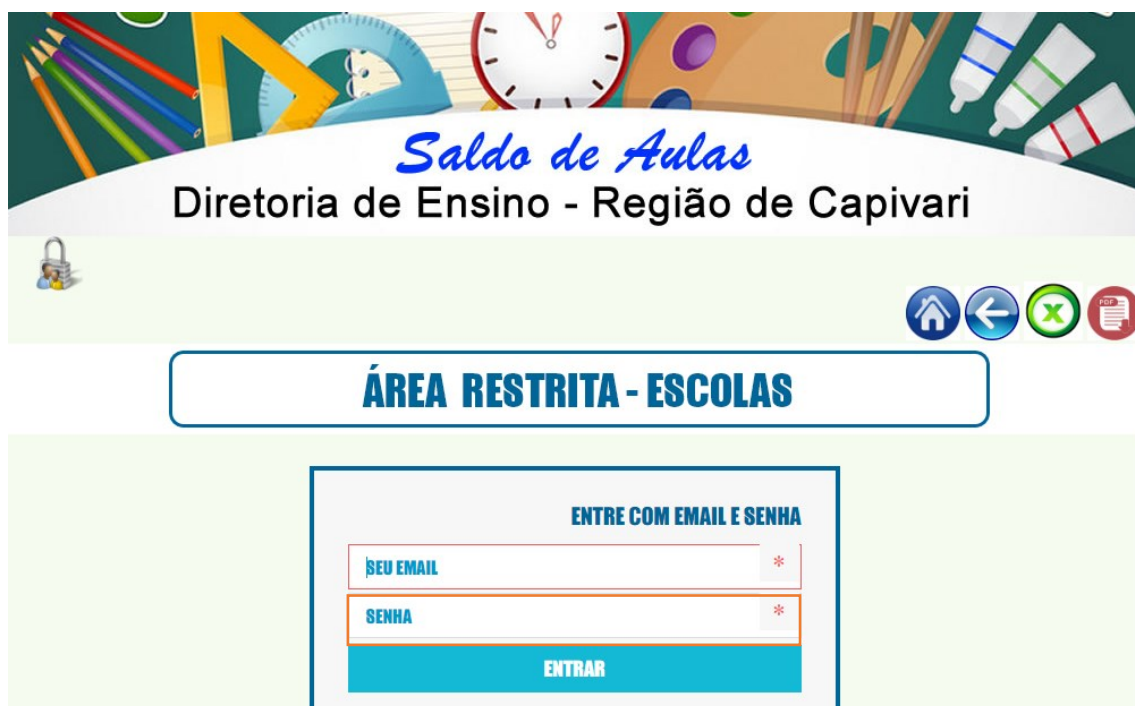 Saldo de Aulas
Diretoria de Ensino - Região de Capivari
PDF
ÁREA RESTRITA - ESCOLAS
ENTRE COM EMAIL E SENHA
SEU EMAIL *
SENHA *
ENTRAR